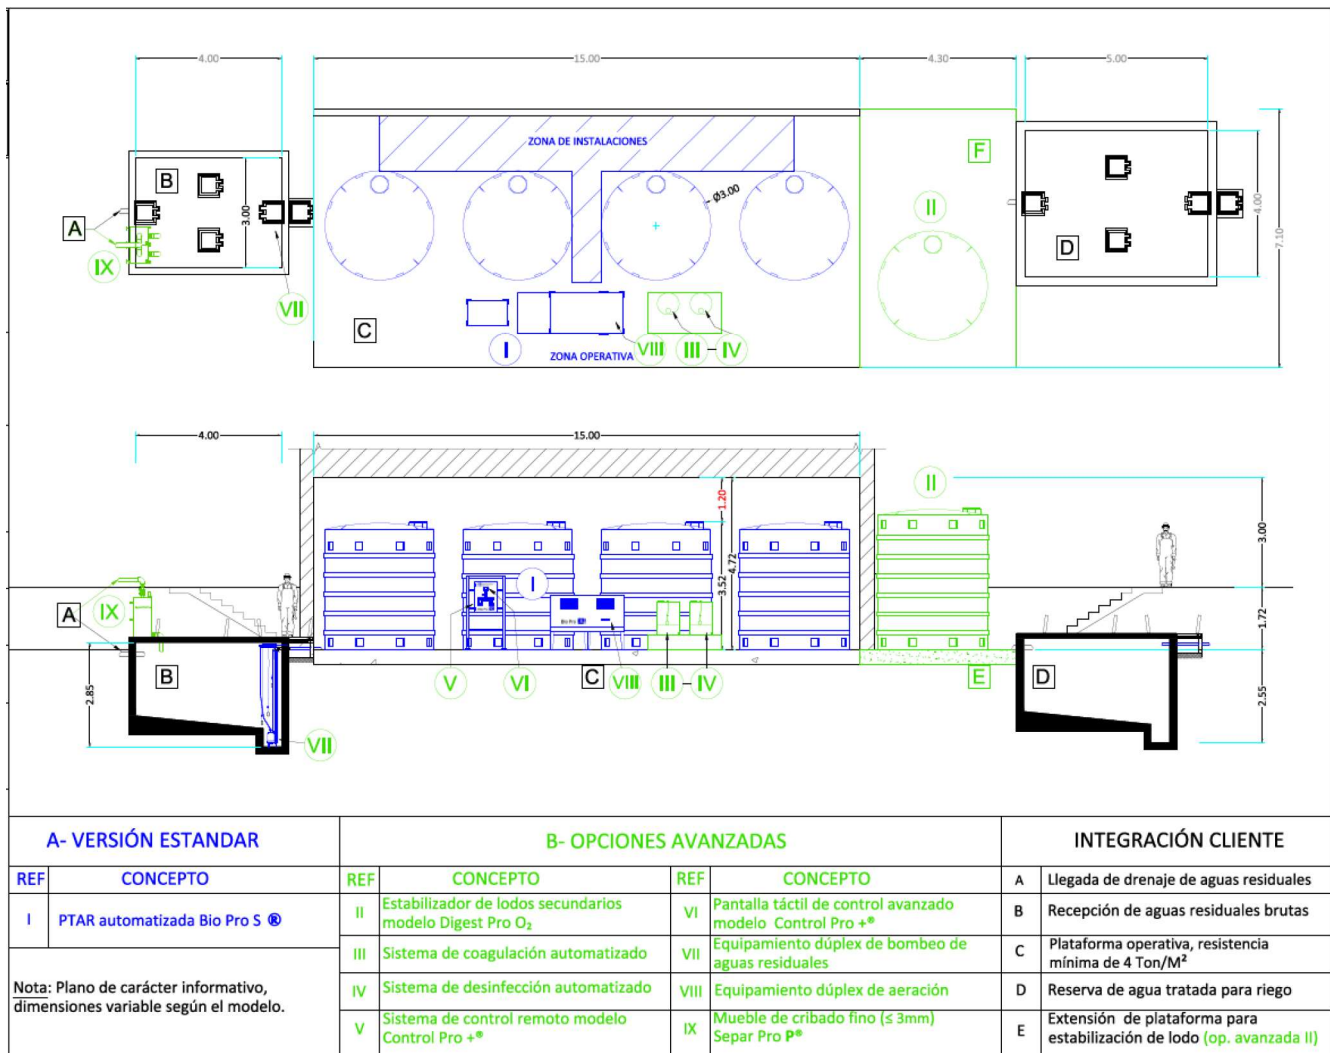 4.00
15.00
4.30
5.00
ZONA DE INSTALACIONES
F
B
Ø3.00
II
A
3.00
4.00
7.10
D
IX
VII
C
I
VIII
III
IV
ZONA OPERATIVA
4.00
15.00
II
1.20
3.00
4.72
3.52
I
IX
A
Bio Pro
1.72
B
V
VI
C
VIII
III
IV
E
D
2.85
2.55
VII
A- VERSIÓN ESTANDAR
REF
CONCEPTO
I
PTAR automatizada Bio Pro S ®
Nota: Plano de carácter informativo,
dimensiones variable según el modelo.
B- OPCIONES AVANZADAS
REF
CONCEPTO
REF
CONCEPTO
II
Estabilizador de lodos secundarios
modelo Digest Pro O₂
VI
Pantalla táctil de control avanzado
modelo Control Pro +®
III
Sistema de coagulación automatizado
VII
Equipamiento dúplex de bombeo de
aguas residuales
IV
Sistema de desinfección automatizado
VIII
Equipamiento dúplex de aeración
V
Sistema de control remoto modelo
Control Pro +®
IX
Mueble de cribado fino (≤ 3mm)
Separ Pro P®
INTEGRACIÓN CLIENTE
A
Llegada de drenaje de aguas residuales
B
Recepción de aguas residuales brutas
C
Plataforma operativa, resistencia
mínima de 4 Ton/M²
D
Reserva de agua tratada para riego
E
Extensión de plataforma para
estabilización de lodo (op. avanzada II)